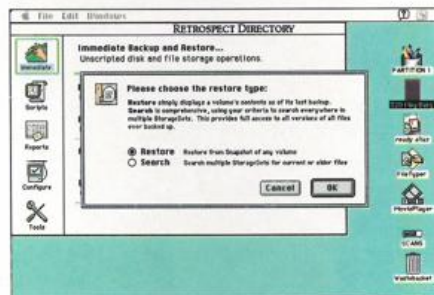 File Edit Windows
RETROSPECT DIRECTORY
Immediate Backup and Restore...
Unscripted disk and file storage operations.
Immediate
Scripts
Reports
Configure
Tools
Please choose the restore type:
Restore simply displays a volume's contents as of its last backup.
Search is comprehensive, using your criteria to search everywhere in
multiple StorageSets. This provides full access to all versions of all files
ever backed up.
Restore Restore from Snapshot of any volume
Search Search multiple StorageSets for current or older files
Cancel OK
PARTITION 1
ready alias
FileTyper
MoviePlayer
SCANS
Wastebasket